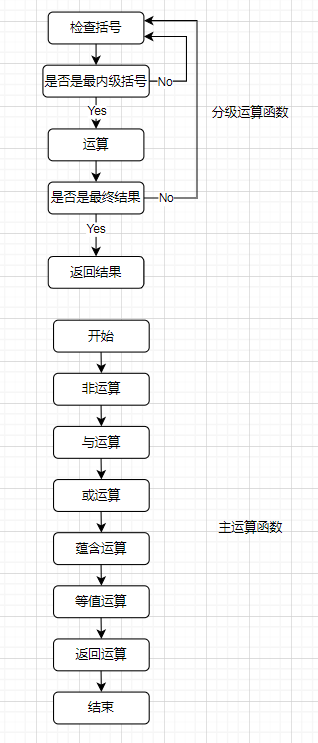 检查括号
是否是最内级括号
No
Yes
分级运算函数
运算
是否是最终结果
No
Yes
返回结果
开始
非运算
与运算
或运算
主运算函数
蕴含运算
等值运算
返回运算
结束